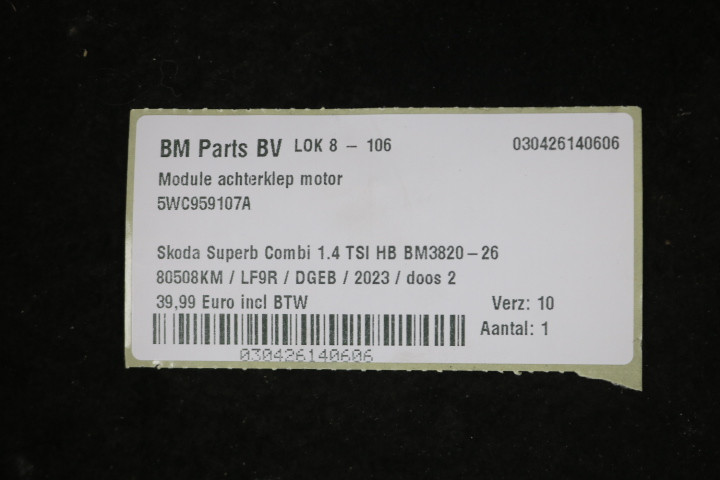 BM Parts BV LOK 8 – 106 030426140606
Module achterklep motor
5WC959107A
Skoda Superb Combi 1.4 TSI HB BM3820-26
80508KM / LF9R / DGEB / 2023 / doos 2
39,99 Euro incl BTW Verz: 10
Aantal: 1
030426140606